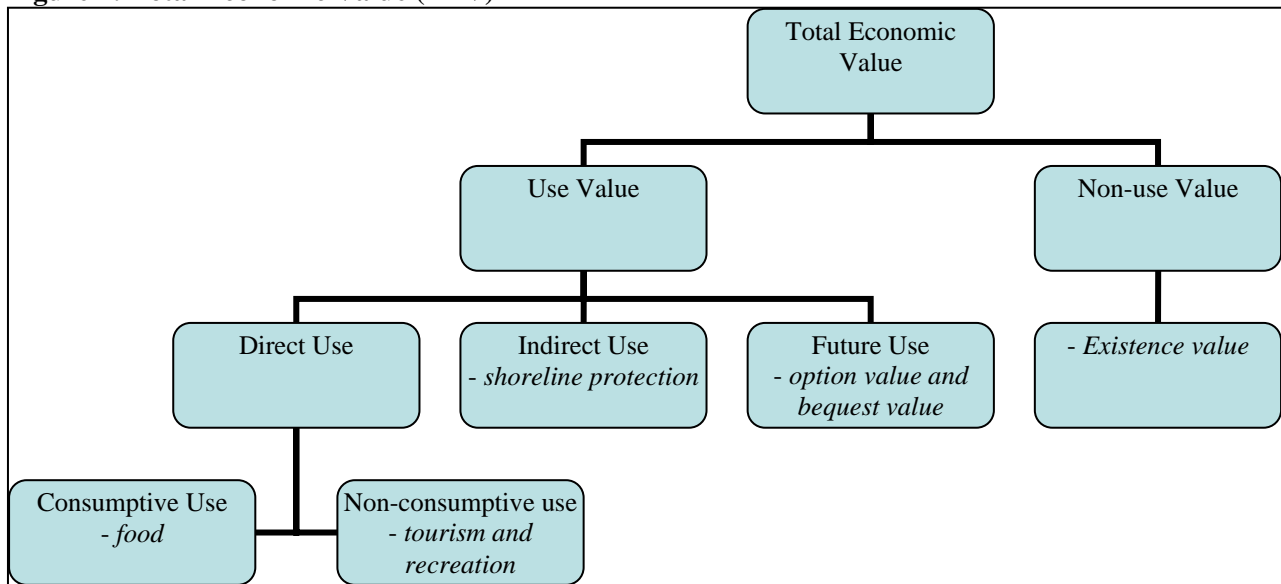 Total Economic
Value
Use Value
Non-use Value
Direct Use
Indirect Use
- shoreline protection
Future Use
- option value and
bequest value
- Existence value
Consumptive Use
- food
Non-consumptive use
- tourism and
recreation